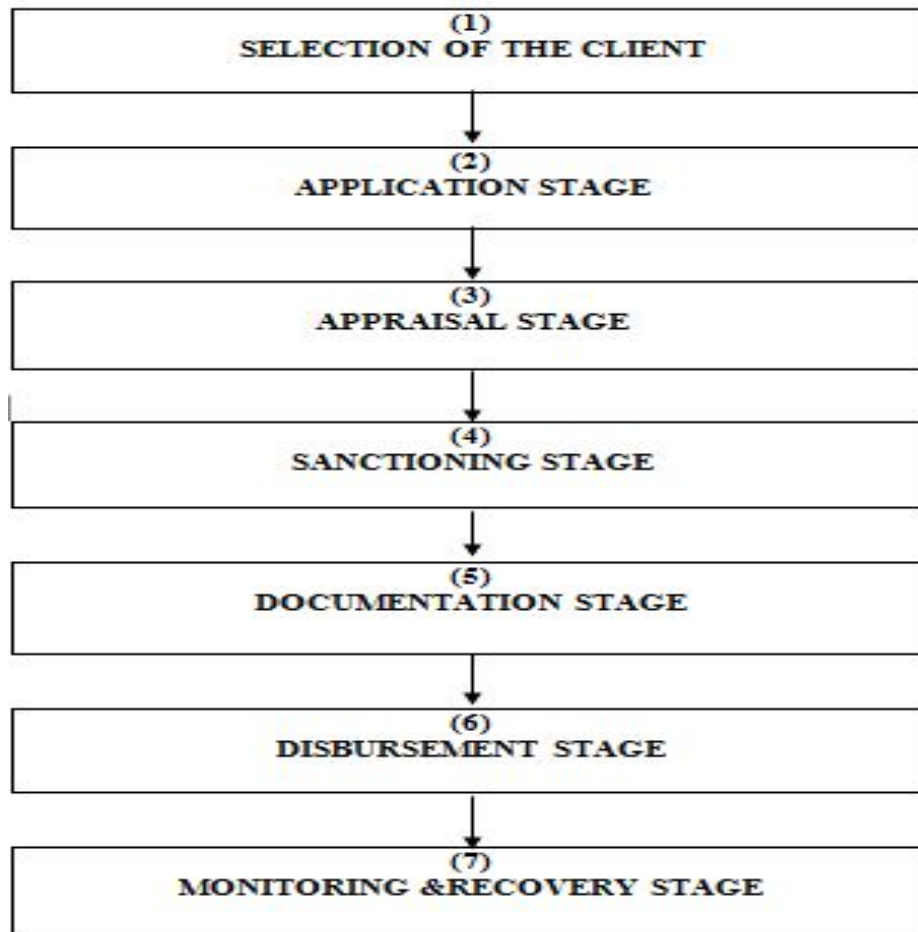 (1)
SELECTION OF THE CLIENT
(2)
APPLICATION STAGE
(3)
APPRAISAL STAGE
(4)
SANCTIONING STAGE
(5)
DOCUMENTATION STAGE
(6)
DISBURSEMENT STAGE
(7)
MONITORING &RECOVERY STAGE